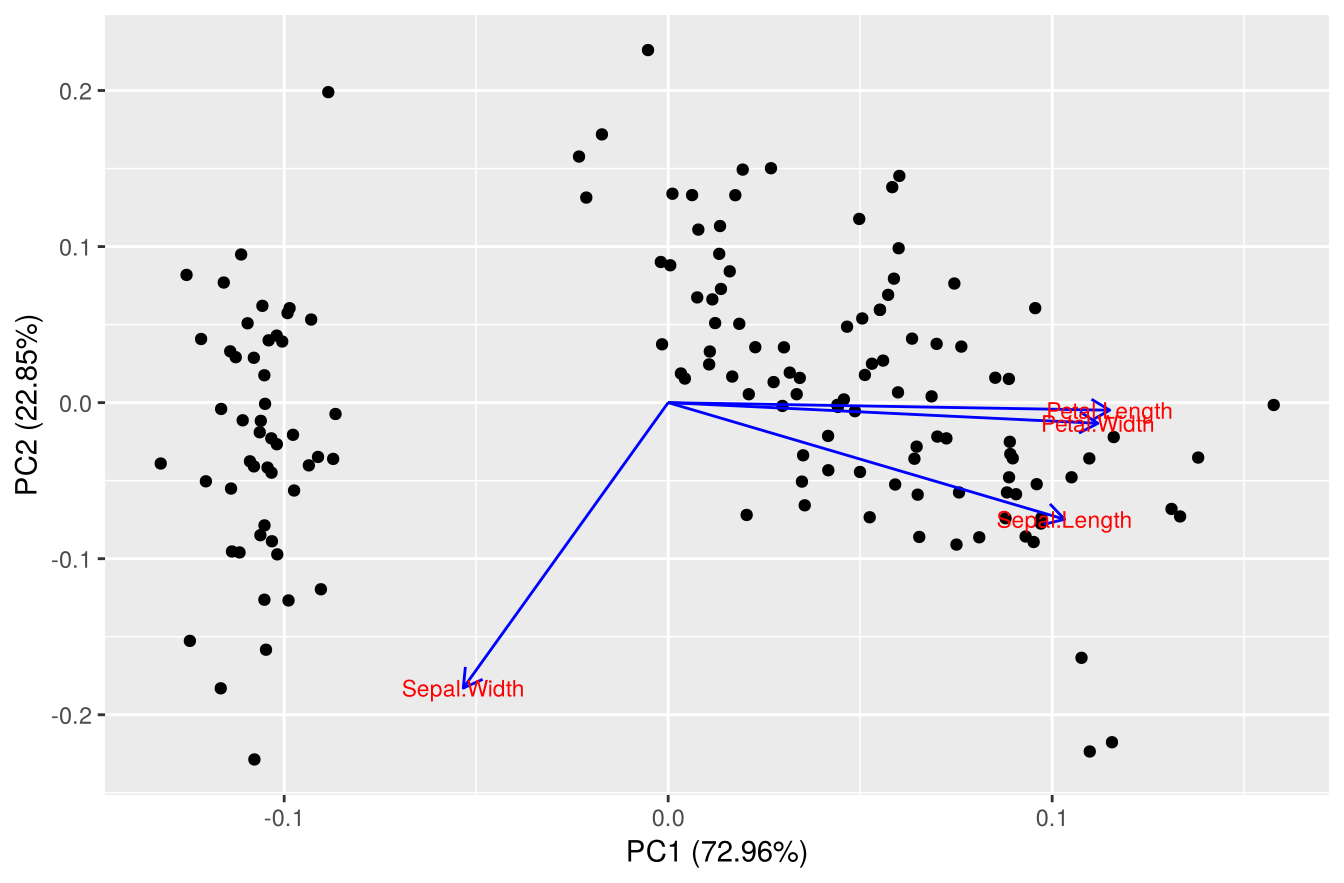 0.2
0.1
0.0
-0.1
-0.2
PC2 (22.85%)
Petal.Length
Petal.Width
Sepal.Length
Sepal.Width
-0.1
0.0
0.1
PC1 (72.96%)